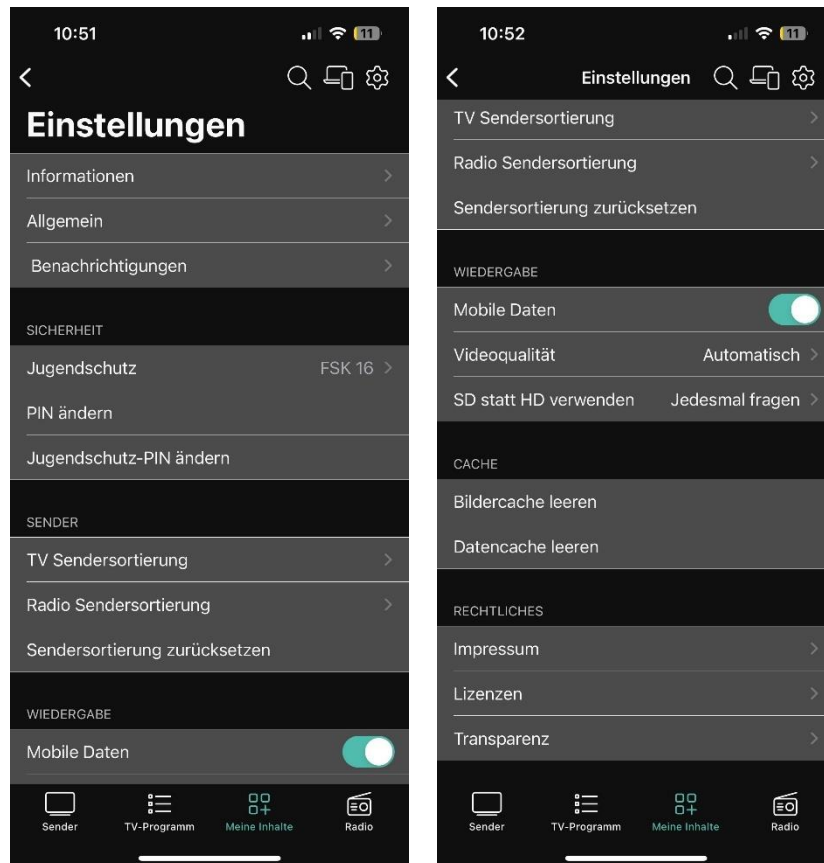 10:51
11
Einstellungen
Informationen
Allgemein
Benachrichtigungen
SICHERHEIT
Jugendschutz FSK 16
PIN ändern
Jugendschutz-PIN ändern
SENDER
TV Sendersortierung
Radio Sendersortierung
Sendersortierung zurücksetzen
WIEDERGABE
Mobile Daten
Sender TV-Programm Meine Inhalte Radio
10:52
11
Einstellungen
TV Sendersortierung
Radio Sendersortierung
Sendersortierung zurücksetzen
WIEDERGABE
Mobile Daten
Videoqualität Automatisch
SD statt HD verwenden Jedesmal fragen
CACHE
Bildercache leeren
Datencache leeren
RECHTLICHES
Impressum
Lizenzen
Transparenz
Sender TV-Programm Meine Inhalte Radio